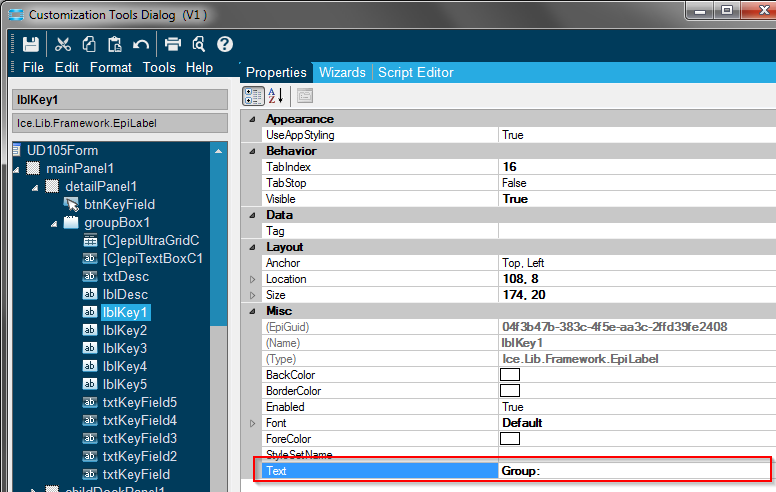 Customization Tools Dialog (V1 )
File Edit Format Tools Help
Properties Wizards Script Editor
lblKey1
Ice.Lib.Framework.EpiLabel
UD105Form
mainPanel1
detailPanel1
btnKeyField
groupBox1
[C]epiUltraGridC
[C]epiTextBoxC1
txtDesc
lblDesc
lblKey1
lblKey2
lblKey3
lblKey4
lblKey5
txtKeyField5
txtKeyField4
txtKeyField3
txtKeyField2
txtKeyField
childDockPanel1
Appearance
UseAppStyling True
Behavior
TabIndex 16
TabStop False
Visible True
Data
Tag
Layout
Anchor Top, Left
Location 108, 8
Size 174, 20
Misc
(EpiGuid) 04f3b47b-383c-4f5e-aa3c-2ffd39fe2408
(Name) lblKey1
(Type) Ice.Lib.Framework.EpiLabel
BackColor
BorderColor
Enabled True
Font Default
ForeColor
StyleSetName
Text Group: